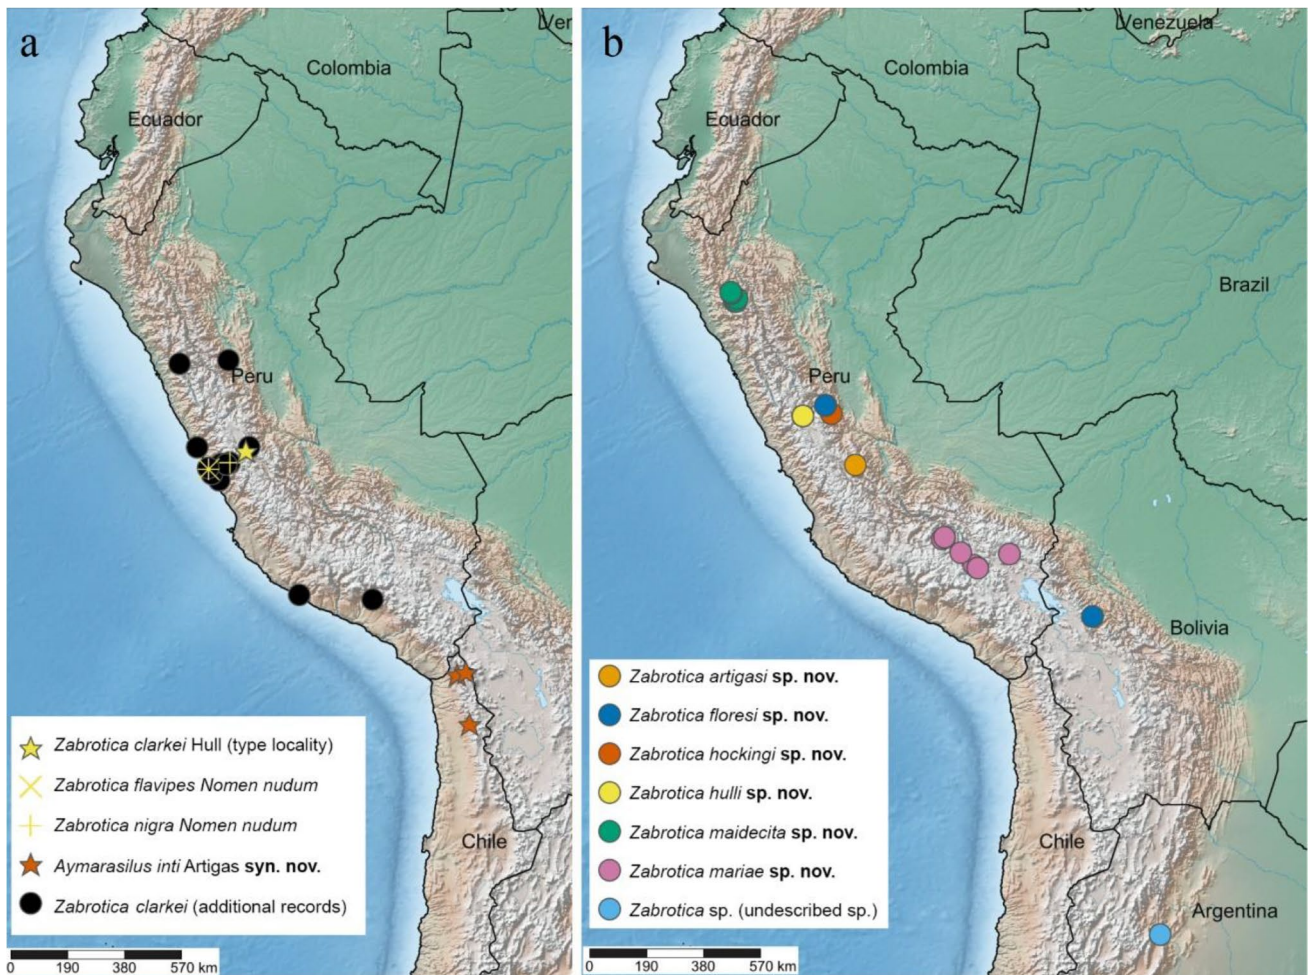 a
Ver
Colombia
Ecuador
Peru
Chile
Zabrotica clarkei Hull (type locality)
Zabrotica flavipes Nomen nudum
Zabrotica nigra Nomen nudum
Aymarasilus inti Artigas syn. nov.
Zabrotica clarkei (additional records)
0 190 380 570 km
b
Venezuela
Colombia
Ecuador
Brazil
Peru
Bolivia
Chile
Argentina
Zabrotica artigasi sp. nov.
Zabrotica floresi sp. nov.
Zabrotica hockingi sp. nov.
Zabrotica hulli sp. nov.
Zabrotica maidecita sp. nov.
Zabrotica mariae sp. nov.
Zabrotica sp. (undescribed sp.)
0 190 380 570 km